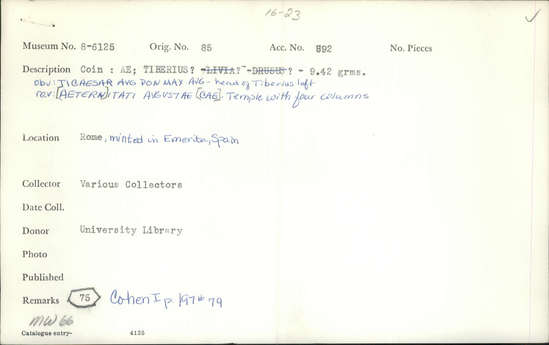 16-23
Museum No. 8-6125 Orig. No. 85 Acc. No. 892 No. Pieces
Description Coin : AE; TIBERIUS? -LIVIA? -DRUSUS? - 9.42 grms.
obv: TI CAESAR AVG DON MAX AVG - head of Tiberius left
rev: [AETERN]ITATI AVGVSTAE [CAE]. Temple with four columns
Location Rome, minted in Emerita, Spain
Collector Various Collectors
Date Coll.
Donor University Library
Photo
Published
Remarks 75 Cohen I p 197 # 79
MW 66
Catalogue entry- 4135